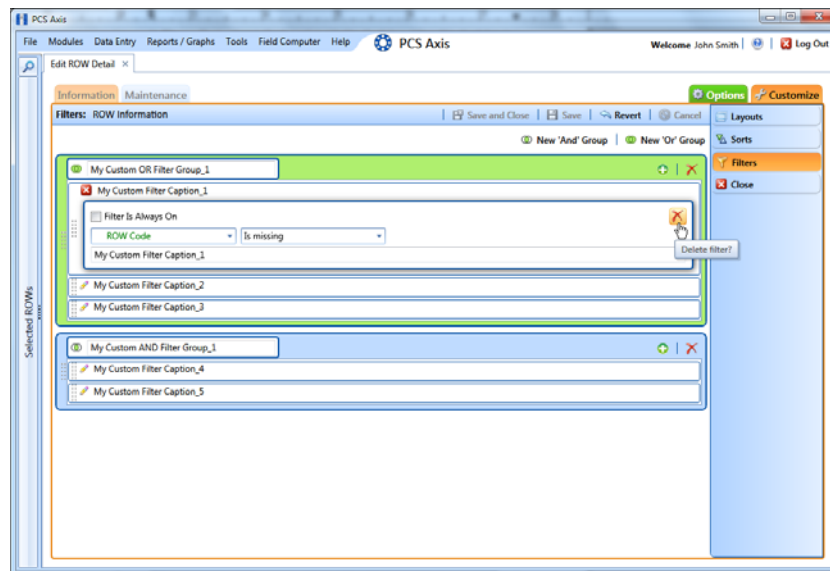 PCS Axis
File Modules Data Entry Reports / Graphs Tools Field Computer Help PCS Axis Welcome John Smith | | Log Out
Edit ROW Detail ×
Information Maintenance Options Customize
Filters: ROW Information | Save and Close | Save | Revert | Cancel
Layouts
New 'And' Group | New 'Or' Group
Sorts
My Custom OR Filter Group_1
Filters
My Custom Filter Caption_1
Close
Filter Is Always On
ROW Code Is missing
Delete filter?
My Custom Filter Caption_1
My Custom Filter Caption_2
My Custom Filter Caption_3
Selected ROWs
My Custom AND Filter Group_1
My Custom Filter Caption_4
My Custom Filter Caption_5